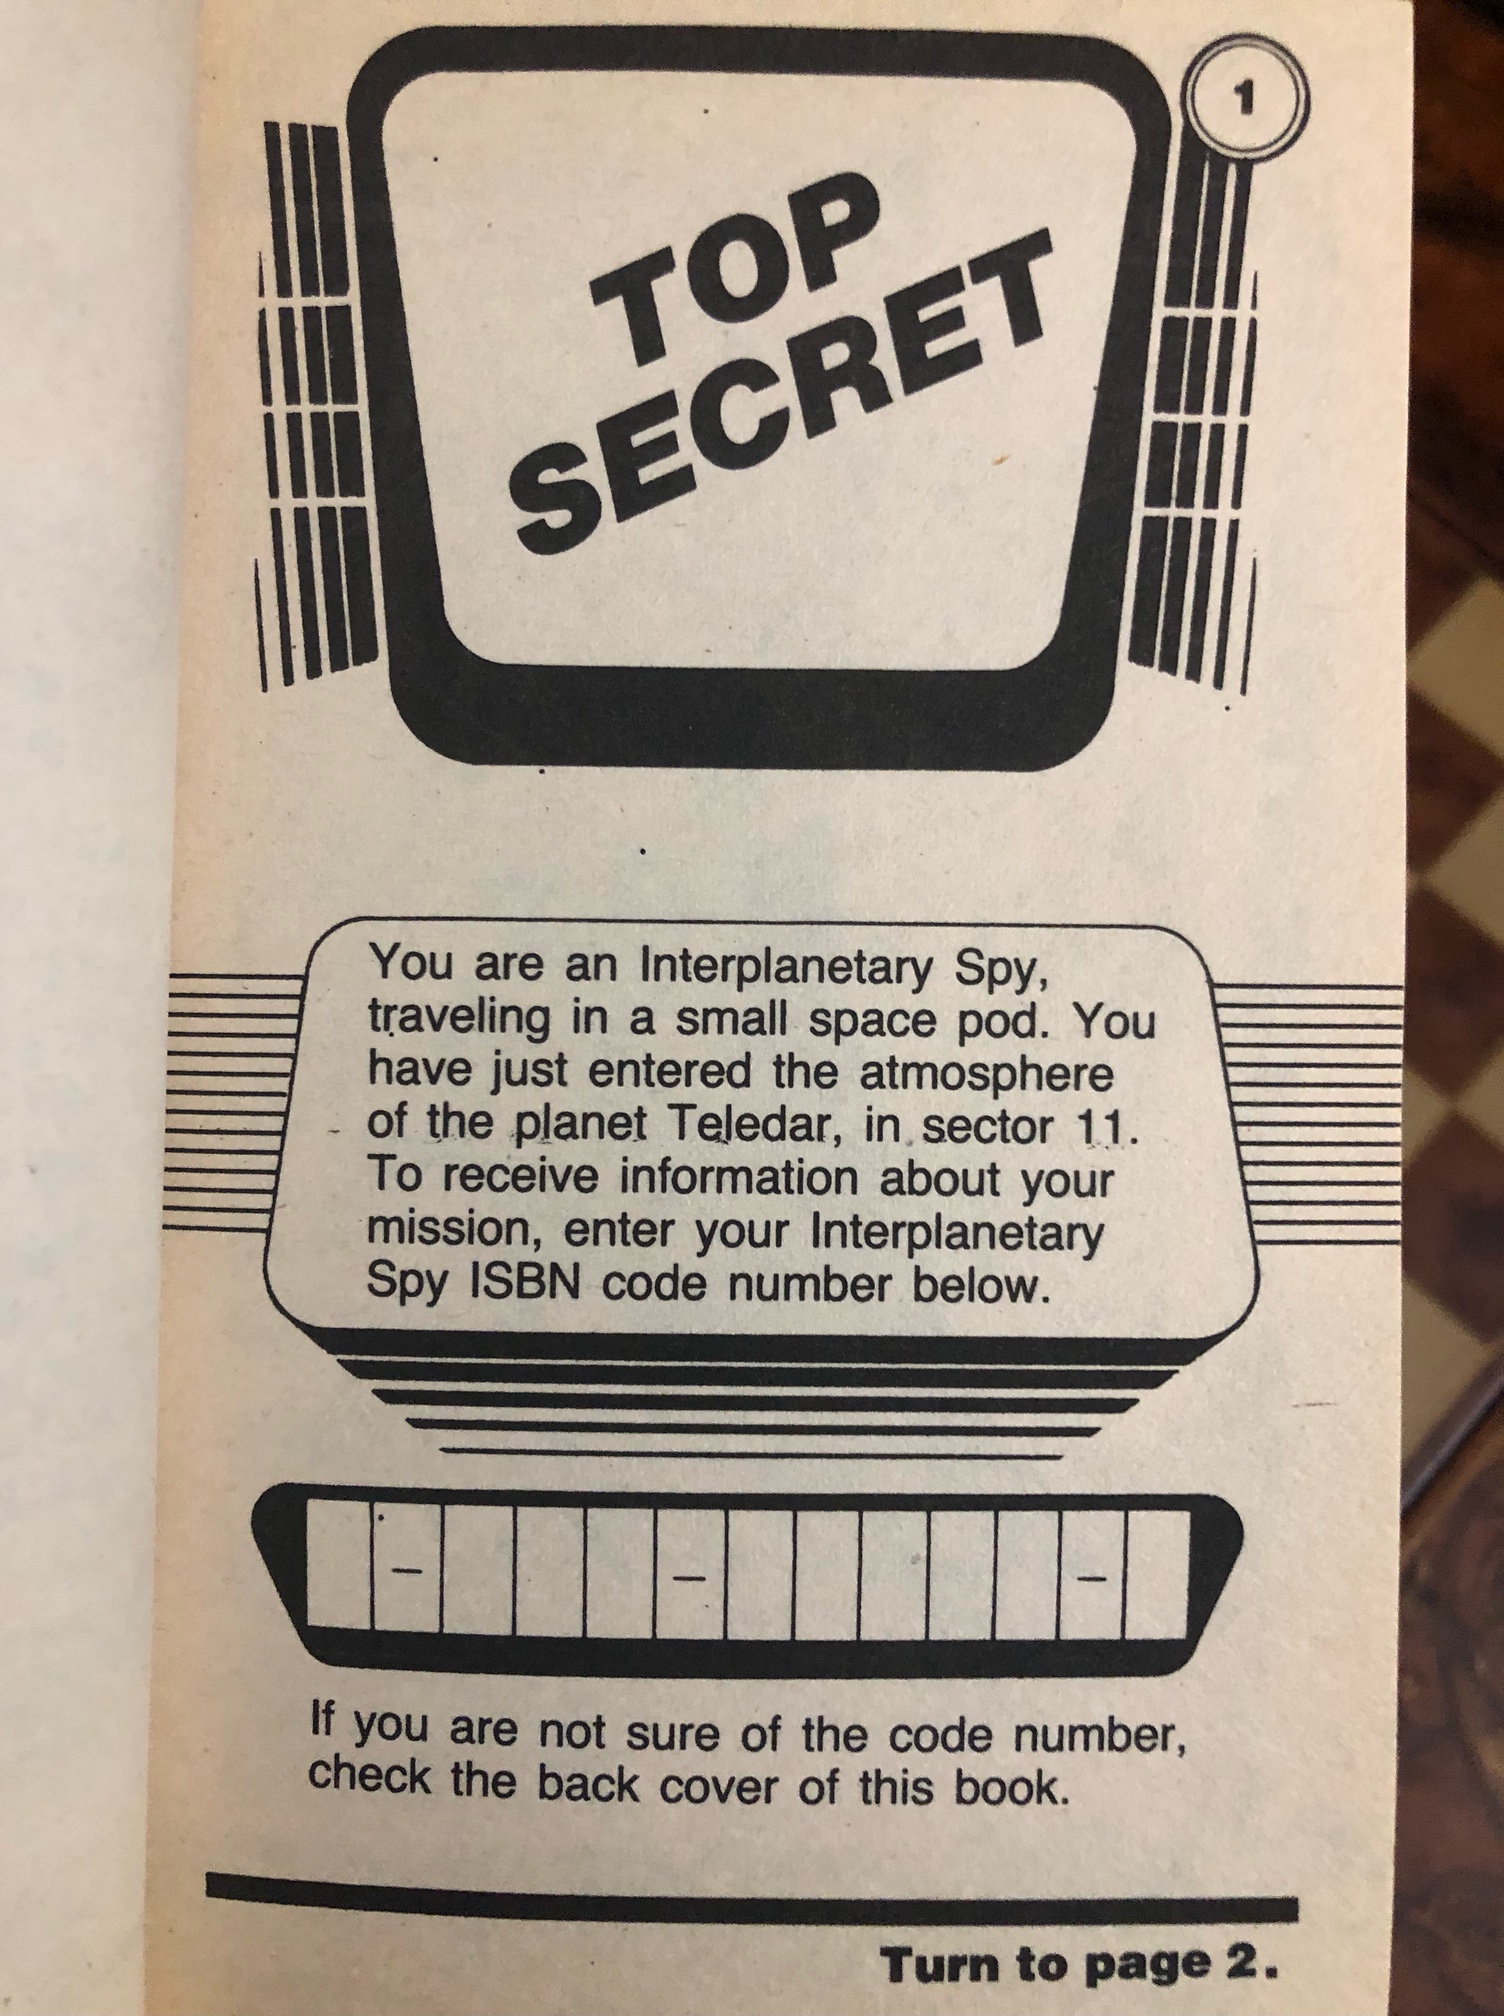 1
TOP
SECRET
You are an Interplanetary Spy,
traveling in a small space pod. You
have just entered the atmosphere
of the planet Teledar, in sector 11.
To receive information about your
mission, enter your Interplanetary
Spy ISBN code number below.
– – –
If you are not sure of the code number,
check the back cover of this book.
Turn to page 2.